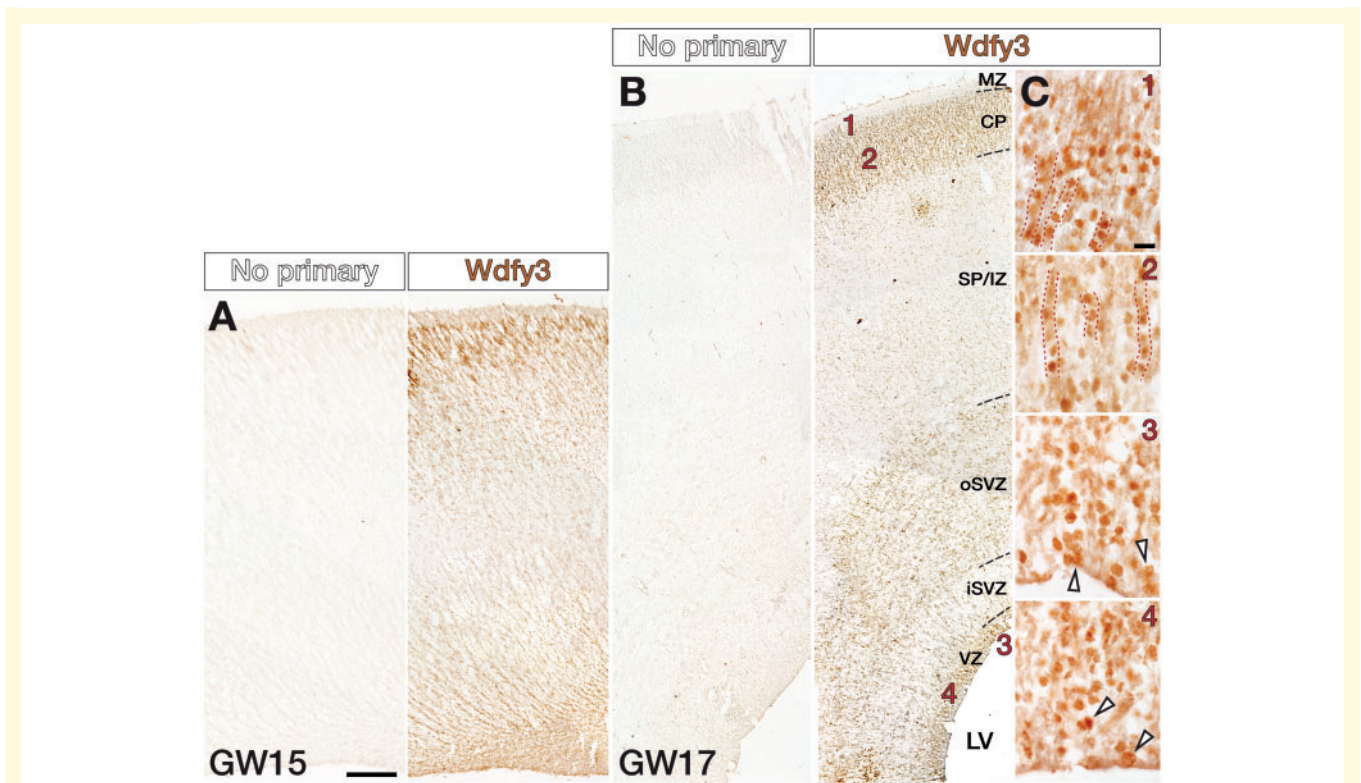 No primary
Wdfy3
B
MZ
C
1
1
CP
2
2
No primary
Wdfy3
A
SP/IZ
3
oSVZ
iSVZ
4
3
VZ
4
LV
GW15
GW17